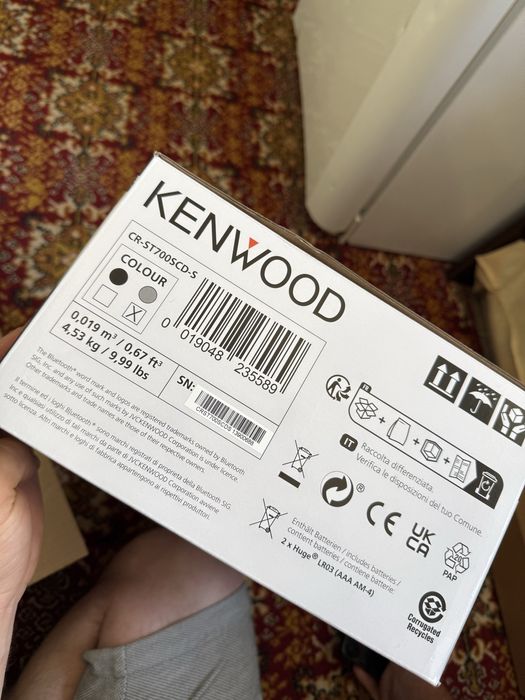 KENWOOD
CR-ST700SCD-S
COLOUR
0,019 m³ / 0,67 ft³
4,53 kg / 9,99 lbs
0 019048 235589
SN:
The Bluetooth® word mark and logos are registered trademarks owned by Bluetooth
SIG, Inc. and any use of such marks by JVCKENWOOD Corporation is under license.
Other trademarks and trade names are those of their respective owners.
Il termine ed i loghi Bluetooth® sono marchi registrati di proprietà della Bluetooth SIG
Inc e qualsiasi utilizzo di tali marchi da parte di JVCKENWOOD Corporation avviene
sotto licenza. Altri marchi e loghi di fabbrica appartengono ai rispettivi produttori.
FR
IT Raccolta differenziata.
Verifica le disposizioni del tuo Comune.
®
CE
UK
CA
PAP
Enthält Batterien / includes batteries /
contient batteries / contiene batterie:
2 x Huge® LR03 (AAA AM-4)
Corrugated
Recycles